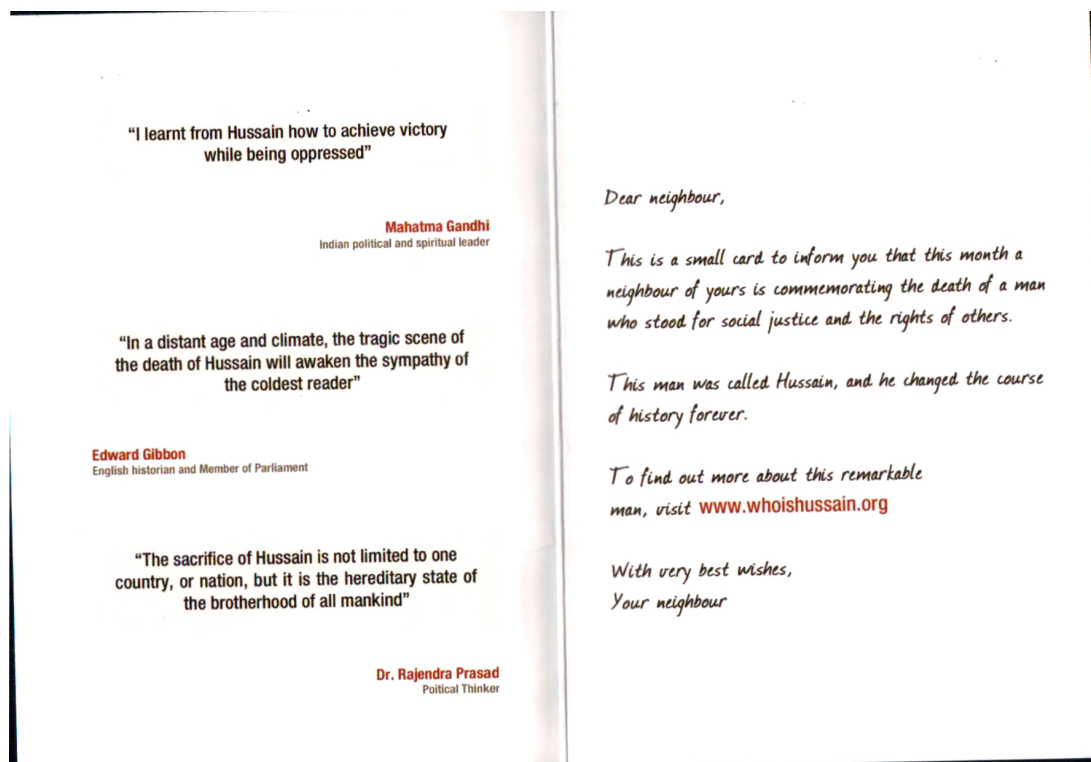 “I learnt from Hussain how to achieve victory
while being oppressed”
Mahatma Gandhi
Indian political and spiritual leader
“In a distant age and climate, the tragic scene of
the death of Hussain will awaken the sympathy of
the coldest reader”
Edward Gibbon
English historian and Member of Parliament
“The sacrifice of Hussain is not limited to one
country, or nation, but it is the hereditary state of
the brotherhood of all mankind”
Dr. Rajendra Prasad
Poitical Thinker
Dear neighbour,
This is a small card to inform you that this month a
neighbour of yours is commemorating the death of a man
who stood for social justice and the rights of others.
This man was called Hussain, and he changed the course
of history forever.
To find out more about this remarkable
man, visit www.whoishussain.org
With very best wishes,
Your neighbour